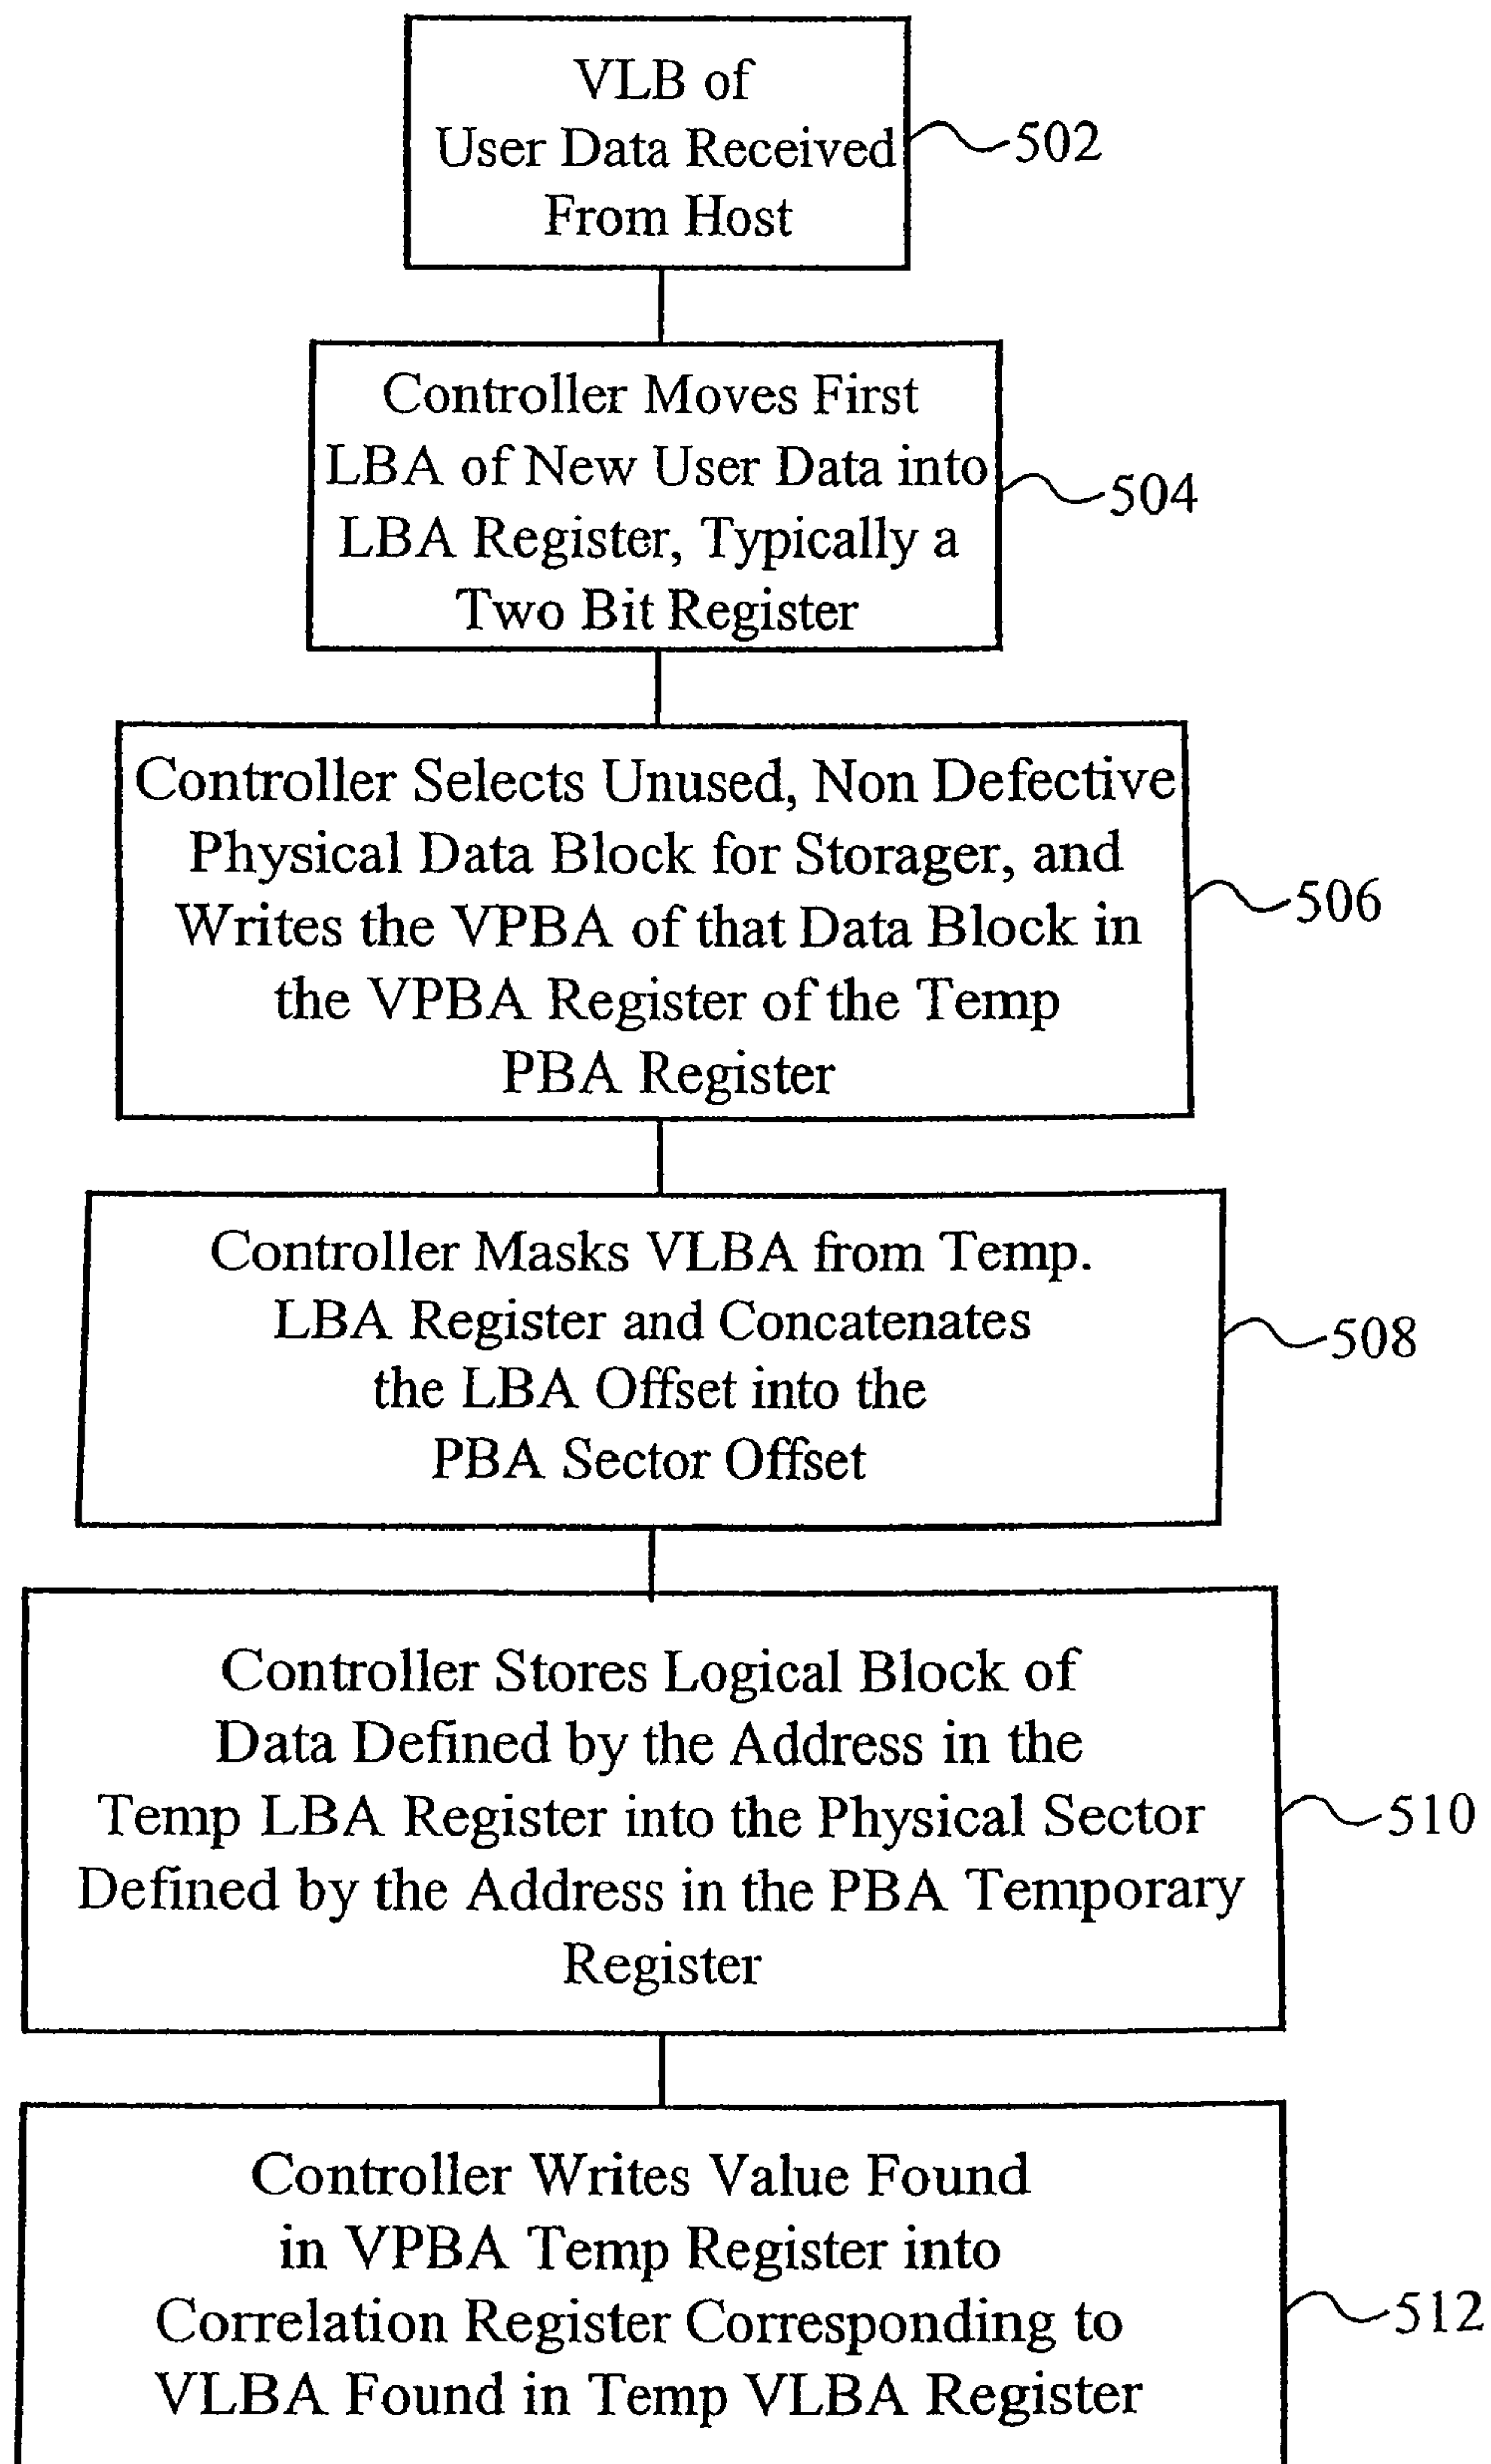 VLB of
User Data Received
From Host
502
Controller Moves First
LBA of New User Data into
LBA Register, Typically a
Two Bit Register
504
Controller Selects Unused, Non Defective
Physical Data Block for Storager, and
Writes the VPBA of that Data Block in
the VPBA Register of the Temp
PBA Register
506
Controller Masks VLBA from Temp.
LBA Register and Concatenates
the LBA Offset into the
PBA Sector Offset
508
Controller Stores Logical Block of
Data Defined by the Address in the
Temp LBA Register into the Physical Sector
Defined by the Address in the PBA Temporary
Register
510
Controller Writes Value Found
in VPBA Temp Register into
Correlation Register Corresponding to
VLBA Found in Temp VLBA Register
512